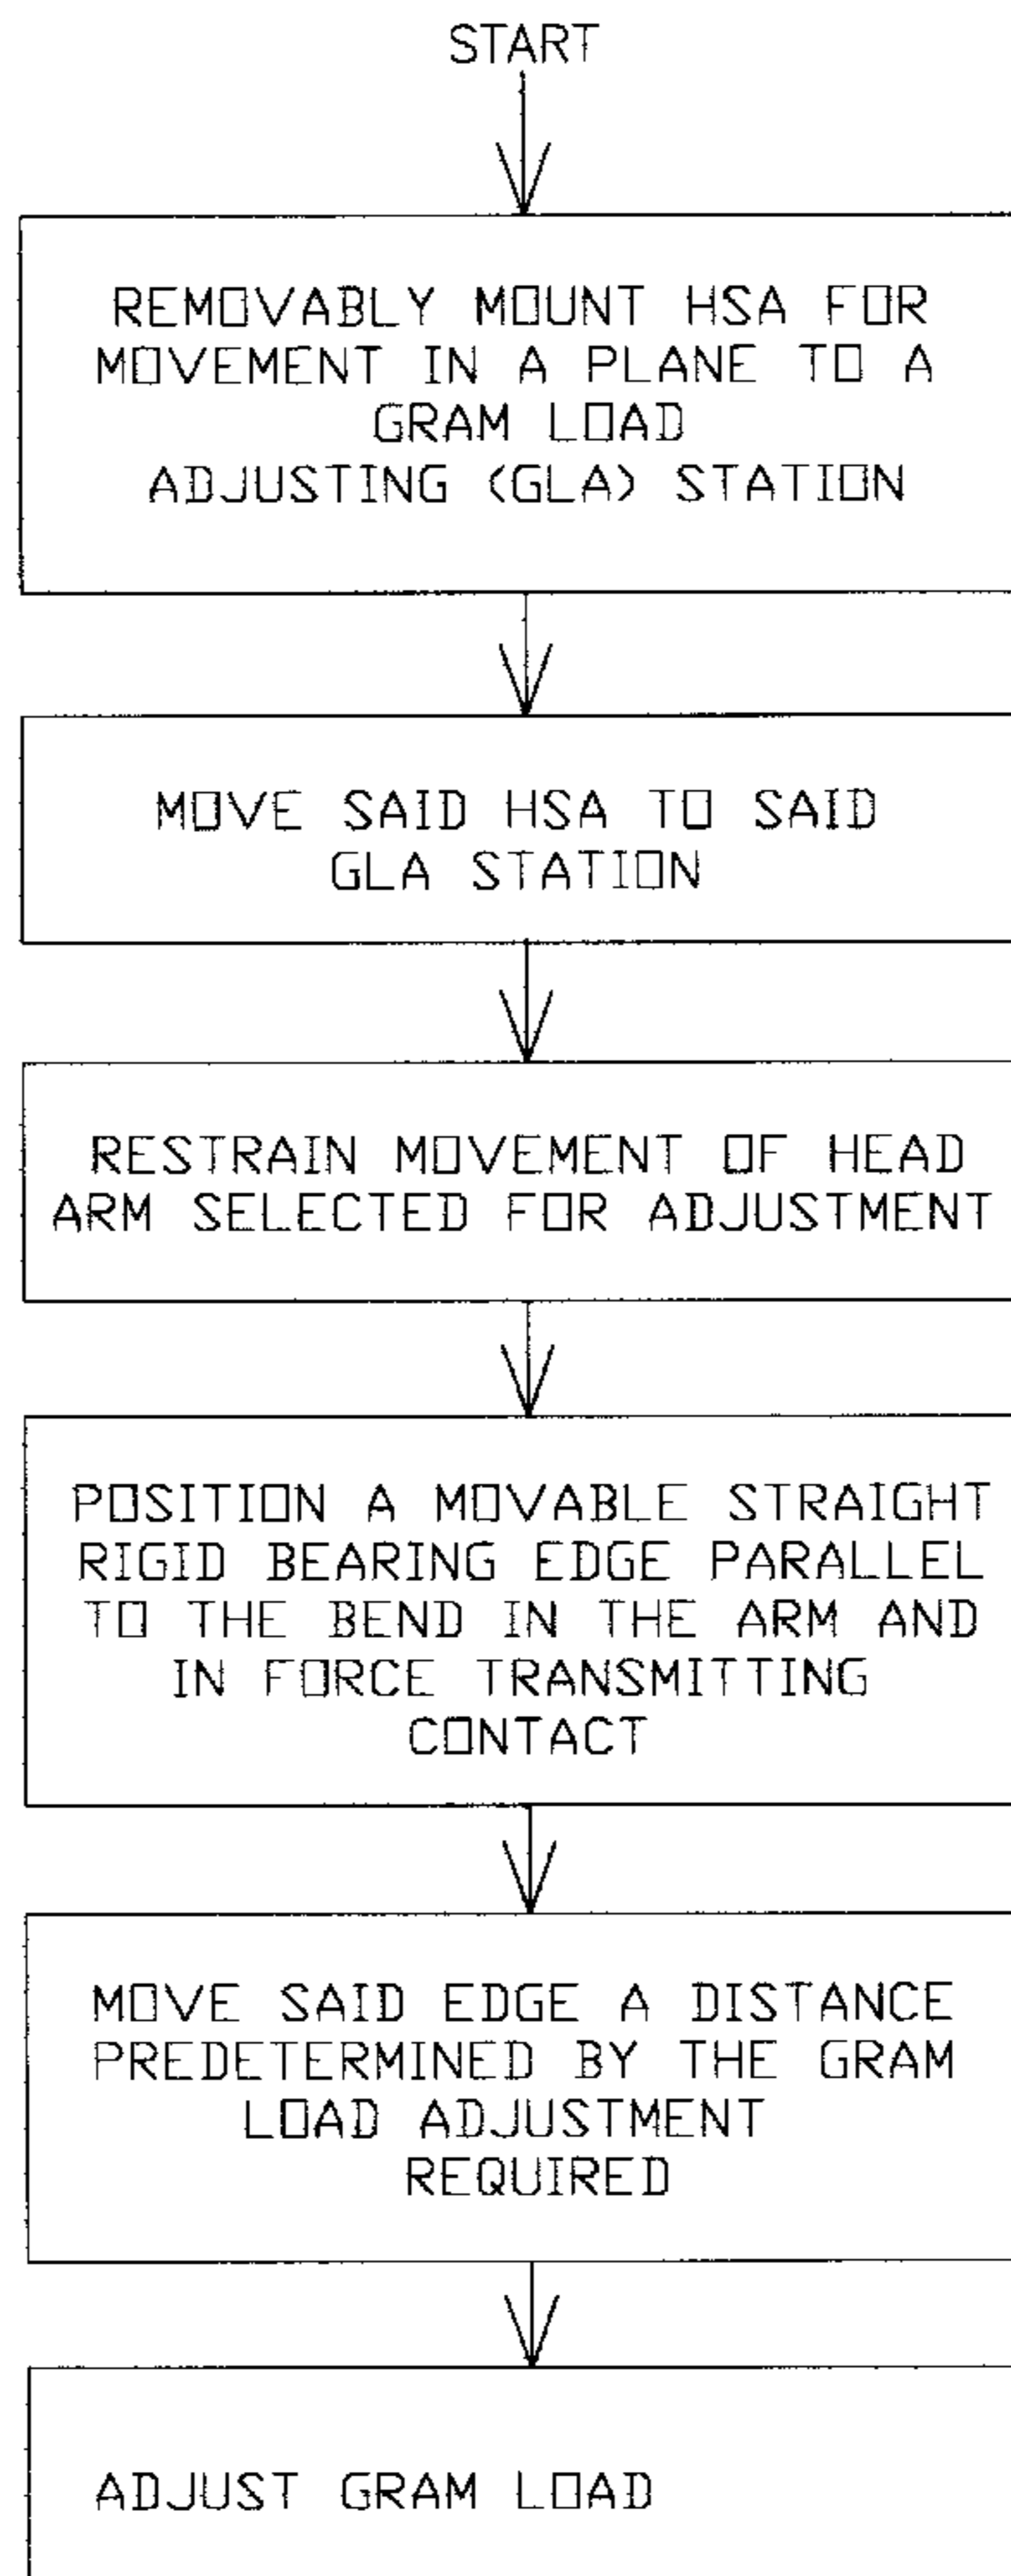 START
REMOVABLY MOUNT HSA FOR
MOVEMENT IN A PLANE TO A
GRAM LOAD
ADJUSTING (GLA) STATION
MOVE SAID HSA TO SAID
GLA STATION
RESTRAIN MOVEMENT OF HEAD
ARM SELECTED FOR ADJUSTMENT
POSITION A MOVABLE STRAIGHT
RIGID BEARING EDGE PARALLEL
TO THE BEND IN THE ARM AND
IN FORCE TRANSMITTING
CONTACT
MOVE SAID EDGE A DISTANCE
PREDETERMINED BY THE GRAM
LOAD ADJUSTMENT
REQUIRED
ADJUST GRAM LOAD